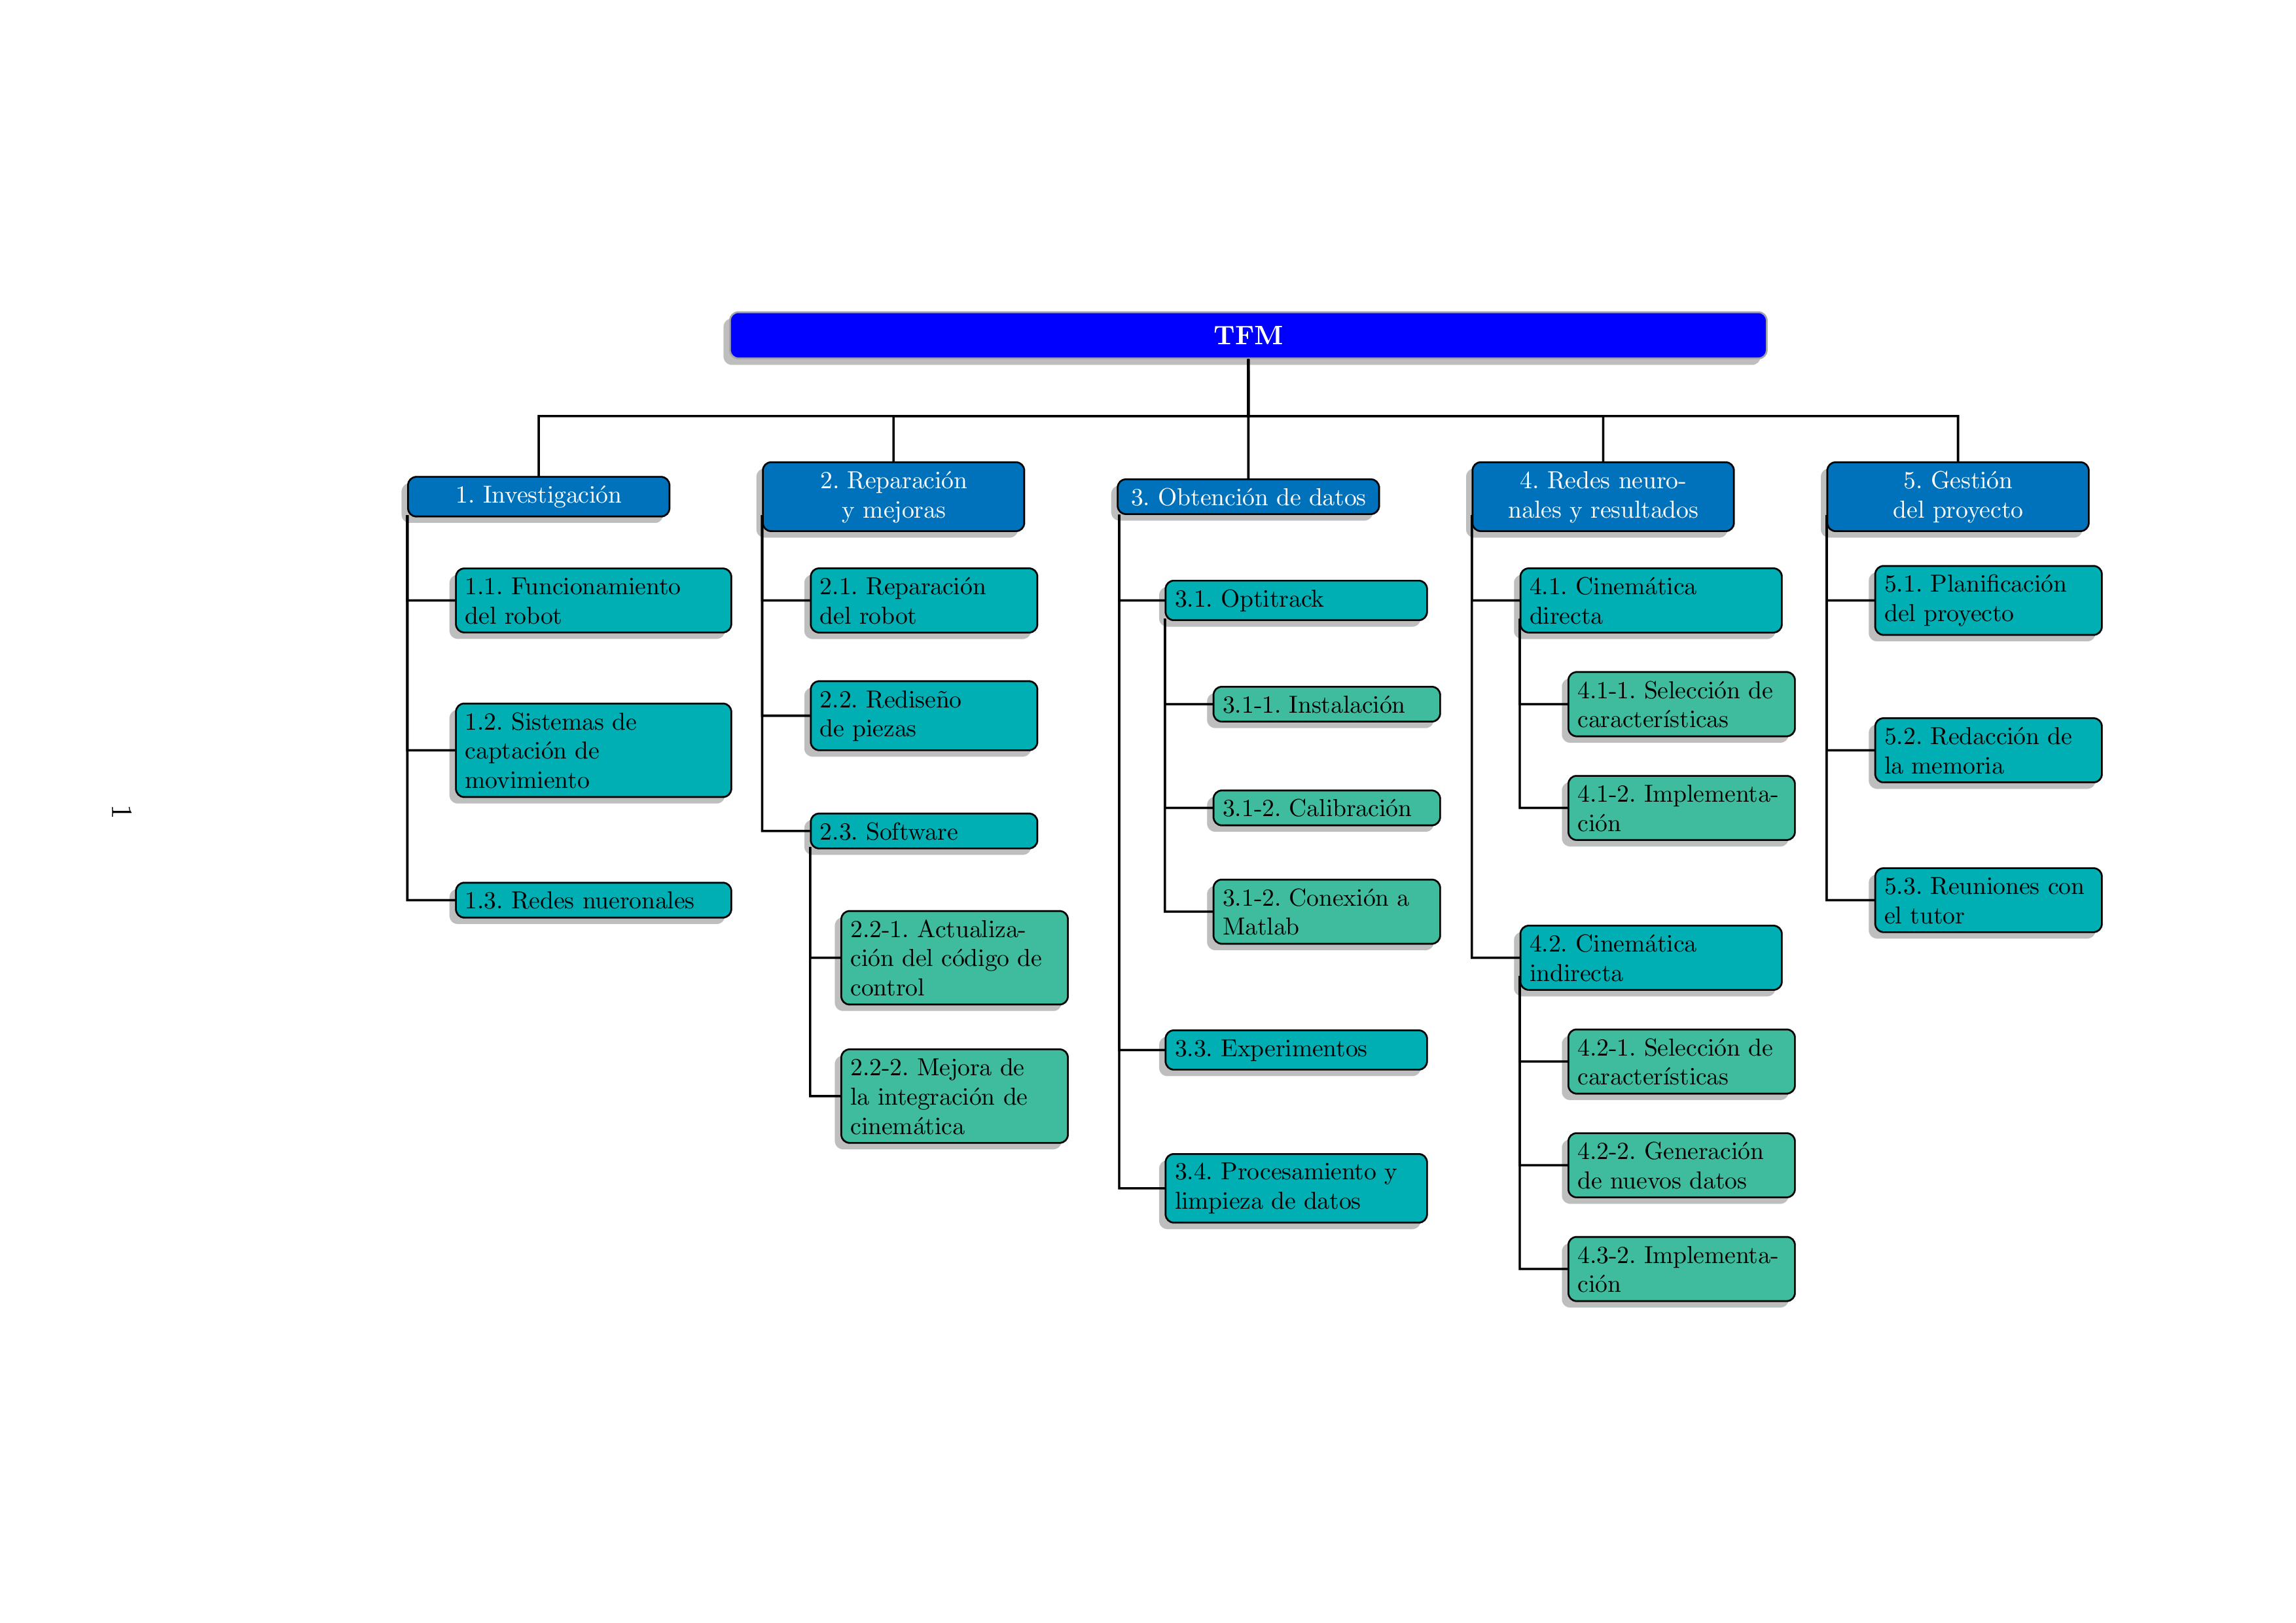 TFM
1. Investigación
1.1. Funcionamiento
del robot
1.2. Sistemas de
captación de
movimiento
1.3. Redes nueronales
2. Reparación
y mejoras
2.1. Reparación
del robot
2.2. Rediseño
de piezas
2.3. Software
2.2-1. Actualiza-
ción del código de
control
2.2-2. Mejora de
la integración de
cinemática
3. Obtención de datos
3.1. Optitrack
3.1-1. Instalación
3.1-2. Calibración
3.1-2. Conexión a
Matlab
3.3. Experimentos
3.4. Procesamiento y
limpieza de datos
4. Redes neuro-
nales y resultados
4.1. Cinemática
directa
4.1-1. Selección de
características
4.1-2. Implementa-
ción
4.2. Cinemática
indirecta
4.2-1. Selección de
características
4.2-2. Generación
de nuevos datos
4.3-2. Implementa-
ción
5. Gestión
del proyecto
5.1. Planificación
del proyecto
5.2. Redacción de
la memoria
5.3. Reuniones con
el tutor
1